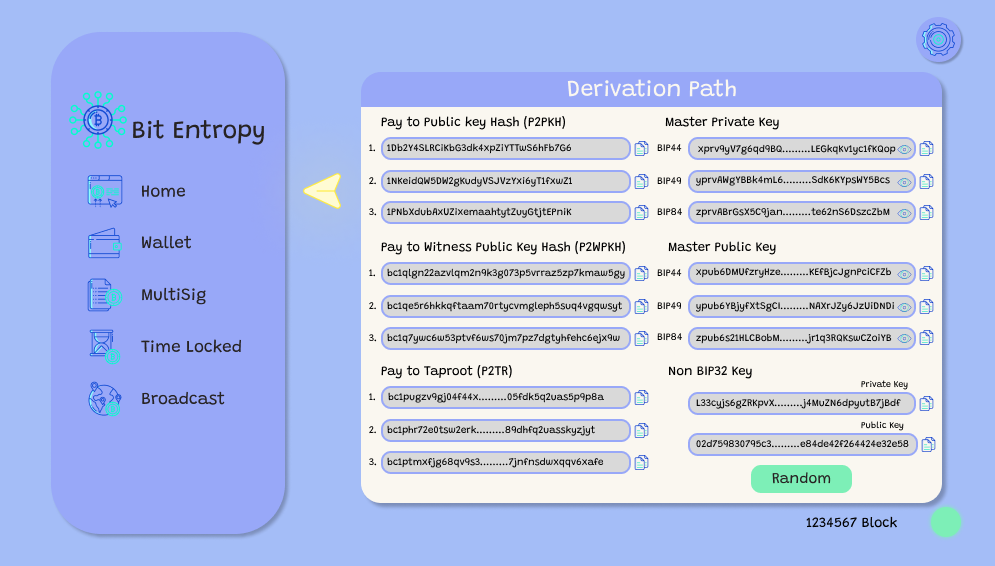 Bit Entropy
Home
Wallet
MultiSig
Time Locked
Broadcast
Derivation Path
Pay to Public key Hash (P2PKH)
1. 1Db2Y4SLRCiKbG3dk4xpZiYTTwS6hFb7G6
2. 1NKeidQW5DW2gKudyVSJVzYxi6yT1fxwZ1
3. 1PNbXdubAXUZixemaahtytZuyGtjtEPniK
Pay to Witness Public Key Hash (P2WPKH)
1. bc1qlgn22azvlqm2n9k3g073p5vrraz5zp7kmaw5gy
2. bc1qe5r6hkkqftaam70rtycvmgleph5suq4vgqwsyt
3. bc1q7ywc6w53ptvf6ws70jm7pz7dgtyhfehc6ejx9w
Pay to Taproot (P2TR)
1. bc1pugzv9gj04f44x.........05fdk5q2uas5p9p8a
2. bc1phr72e0tsw2erk.........89dhfq2uasskyzjyt
3. bc1ptmxfjg68qv9s3.........7jnfnsdwxqqv6xafe
Master Private Key
BIP44 xprv9yV7g6qd9BQ.........LEGkqKv1yc1fKQop
BIP49 yprvAWgYBBk4mL6.........SdK6KYpsWY5Bcs
BIP84 zprvABrGsX5C9jan.........te62nS6DszcZbM
Master Public Key
BIP44 xpub6DMUfzryHze.........KEfBjcJgnPciCFZb
BIP49 ypub6YBjyfXtSgCI.........NAXrJZy6JzUiDNDi
BIP84 zpub6s21HLCBobM.........jr1q3RQKswCZoiYB
Non BIP32 Key
Private Key
L33cyjs6gZRKpvX.........j4MuZN6dpyutB7jBdf
Public Key
02d759830795c3.........e84de42f264424e32e58
Random
1234567 Block